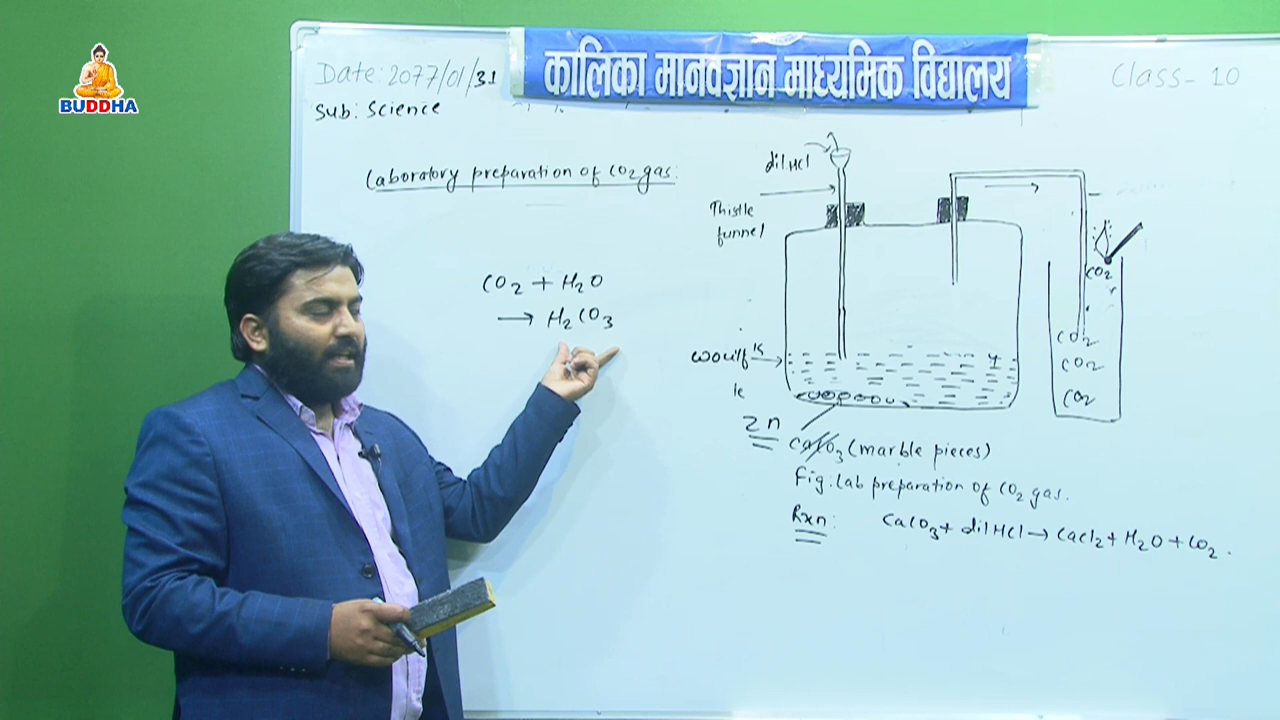 BUDDHA
Date: 2077/01/31
कालिका मानवज्ञान माध्यमिक विद्यालय
Class- 10
Sub: Science
Laboratory preparation of CO2 gas:
CO2 + H2O
→ H2CO3
dil.HCl
Thistle
funnel
CO2
CO2
CO2
CO2
woulf
le
Zn
CaCO3 (marble pieces)
Fig: Lab preparation of CO2 gas.
Rxn: CaCO3 + dil HCl → CaCl2 + H2O + CO2.